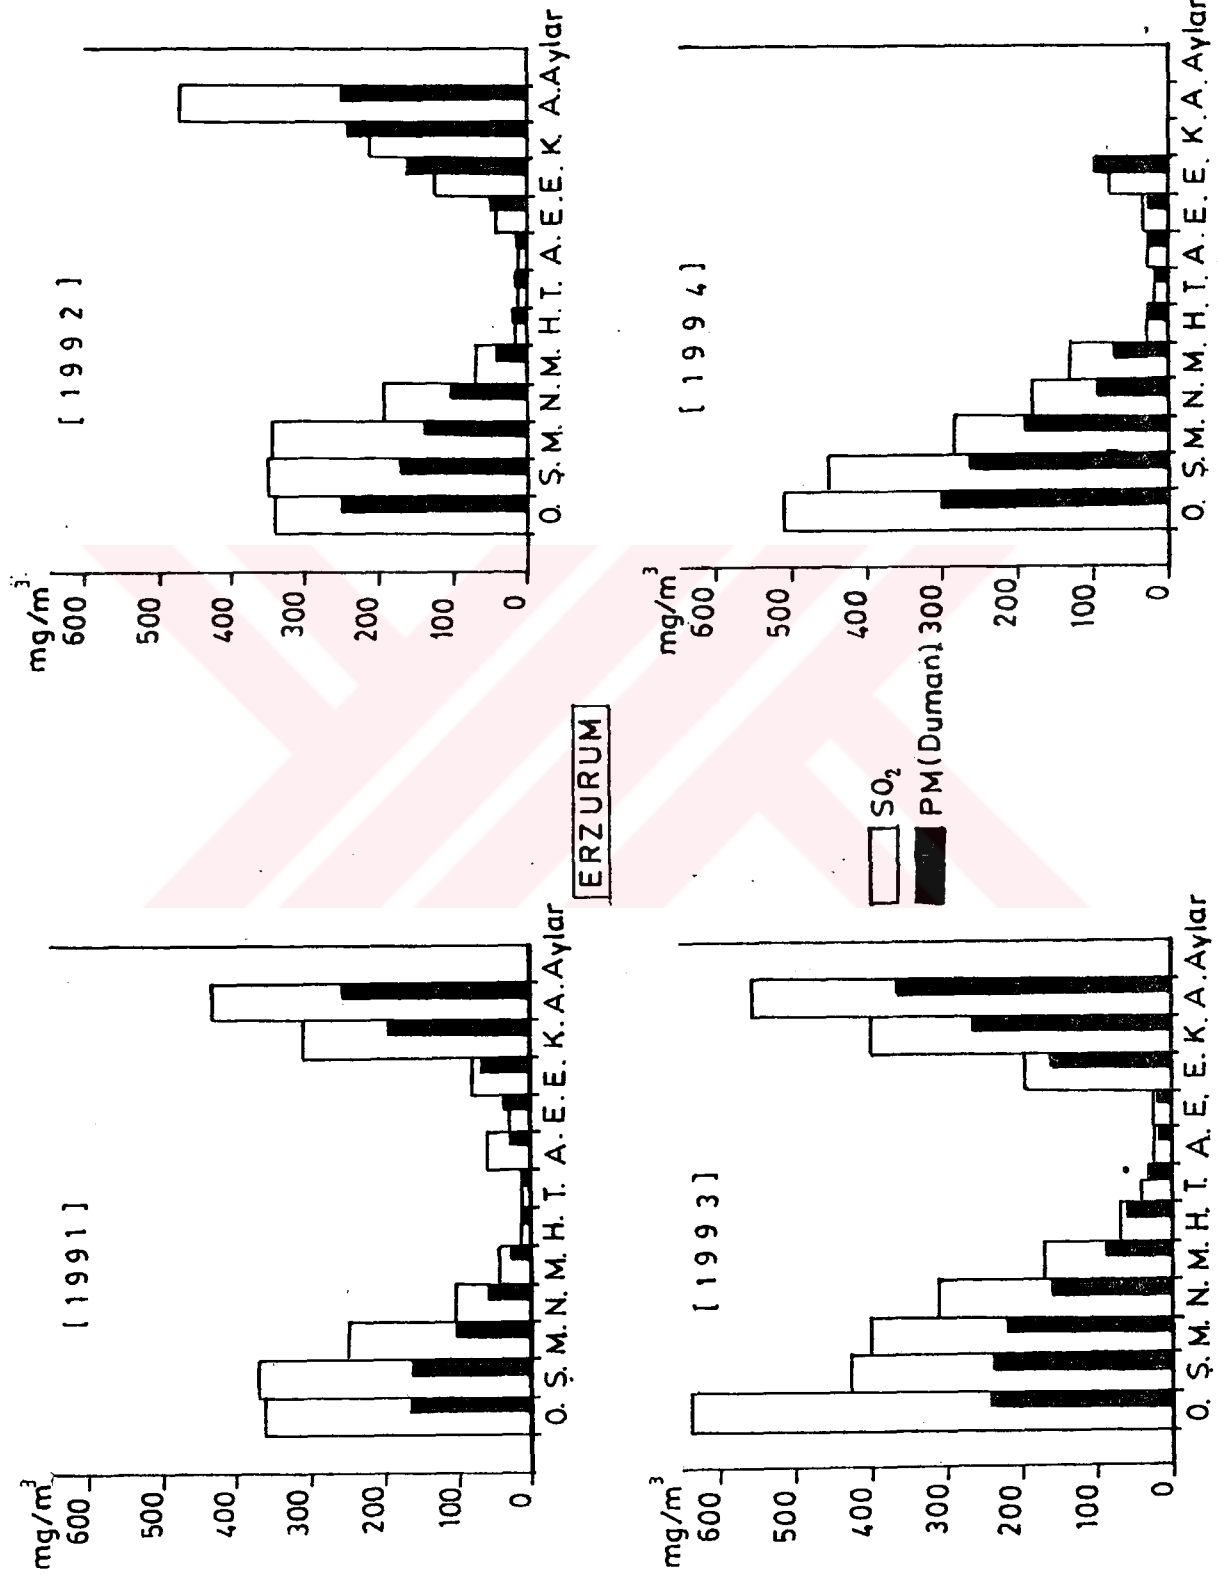 mg/m³
600
500
400
300
200
100
0
[1991]
O. Ş. M. N. M. H. T. A. E. E. K. A. Aylar
mg/m³
600
500
400
300
200
100
0
[1992]
O. Ş. M. N. M. H. T. A. E. E. K. A. Aylar
ERZURUM
SO₂
PM(Duman)
mg/m³
600
500
400
300
200
100
0
[1993]
O. Ş. M. N. M. H. T. A. E. E. K. A. Aylar
mg/m³
600
500
400
300
200
100
0
[1994]
O. Ş. M. N. M. H. T. A. E. E. K. A. Aylar